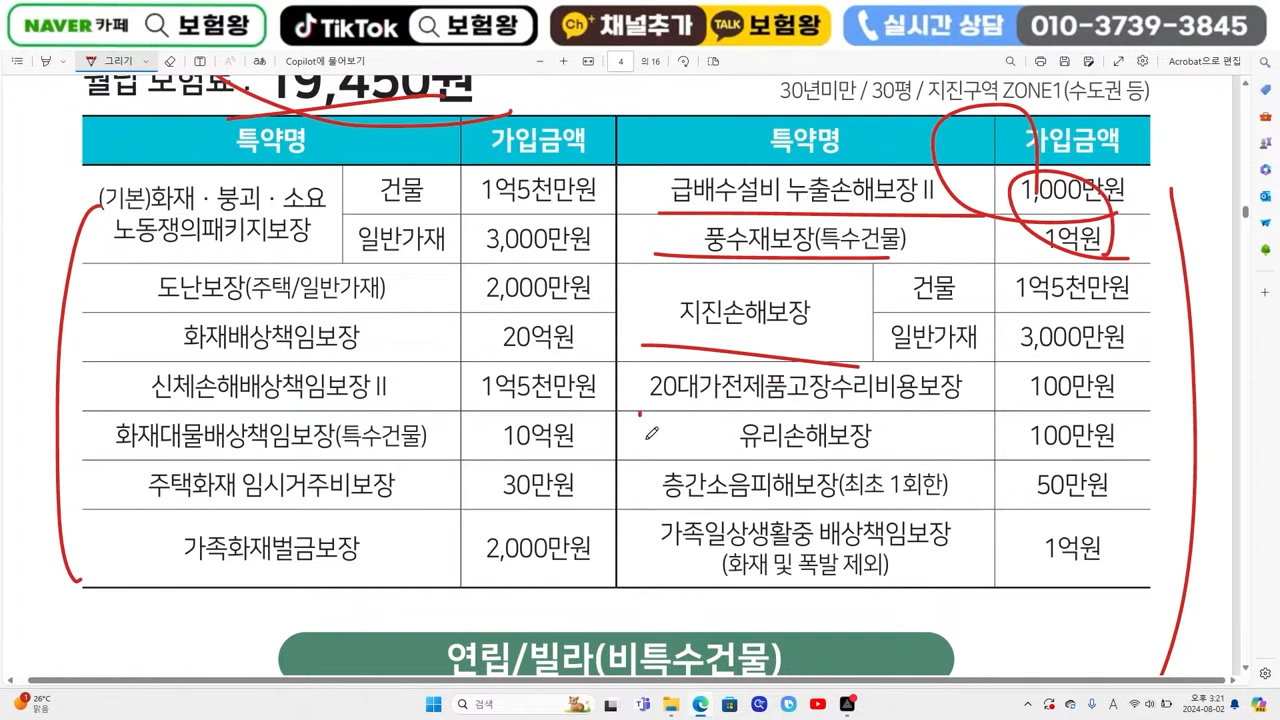 NAVER 카페 보험왕 TikTok 보험왕 Ch+ 채널추가 TALK 보험왕 실시간 상담 010-3739-3845
그리기 Copilot에 물어보기 4 의 16 Acrobat으로 편집
월납 보험료 : 19,450원 30년미만 / 30평 / 지진구역 ZONE1(수도권 등)
특약명 가입금액 특약명 가입금액
(기본)화재 · 붕괴 · 소요
노동쟁의패키지보장
건물 1억5천만원 급배수설비 누출손해보장Ⅱ 1,000만원
일반가재 3,000만원 풍수재보장(특수건물) 1억원
도난보장(주택/일반가재) 2,000만원 지진손해보장 건물 1억5천만원
화재배상책임보장 20억원 일반가재 3,000만원
신체손해배상책임보장Ⅱ 1억5천만원 20대가전제품고장수리비용보장 100만원
화재대물배상책임보장(특수건물) 10억원 유리손해보장 100만원
주택화재 임시거주비보장 30만원 층간소음피해보장(최초 1회한) 50만원
가족화재벌금보장 2,000만원 가족일상생활중 배상책임보장
(화재 및 폭발 제외) 1억원
연립/빌라(비특수건물)
26°C
맑음
검색
A
오후 3:21
2024-08-02